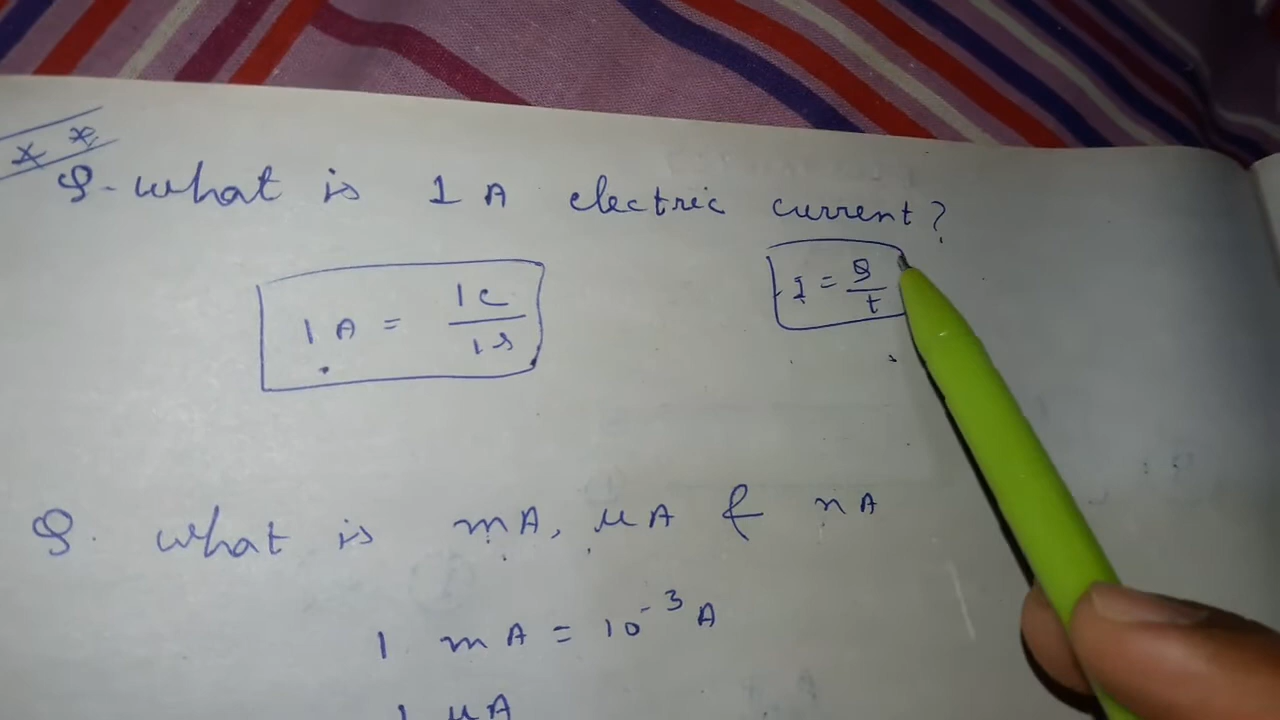 Q. What is 1 A electric current?
1 A = 1C / 1s
I = Q / t
Q. What is mA, μA & nA
1 mA = 10⁻³ A
1 μA